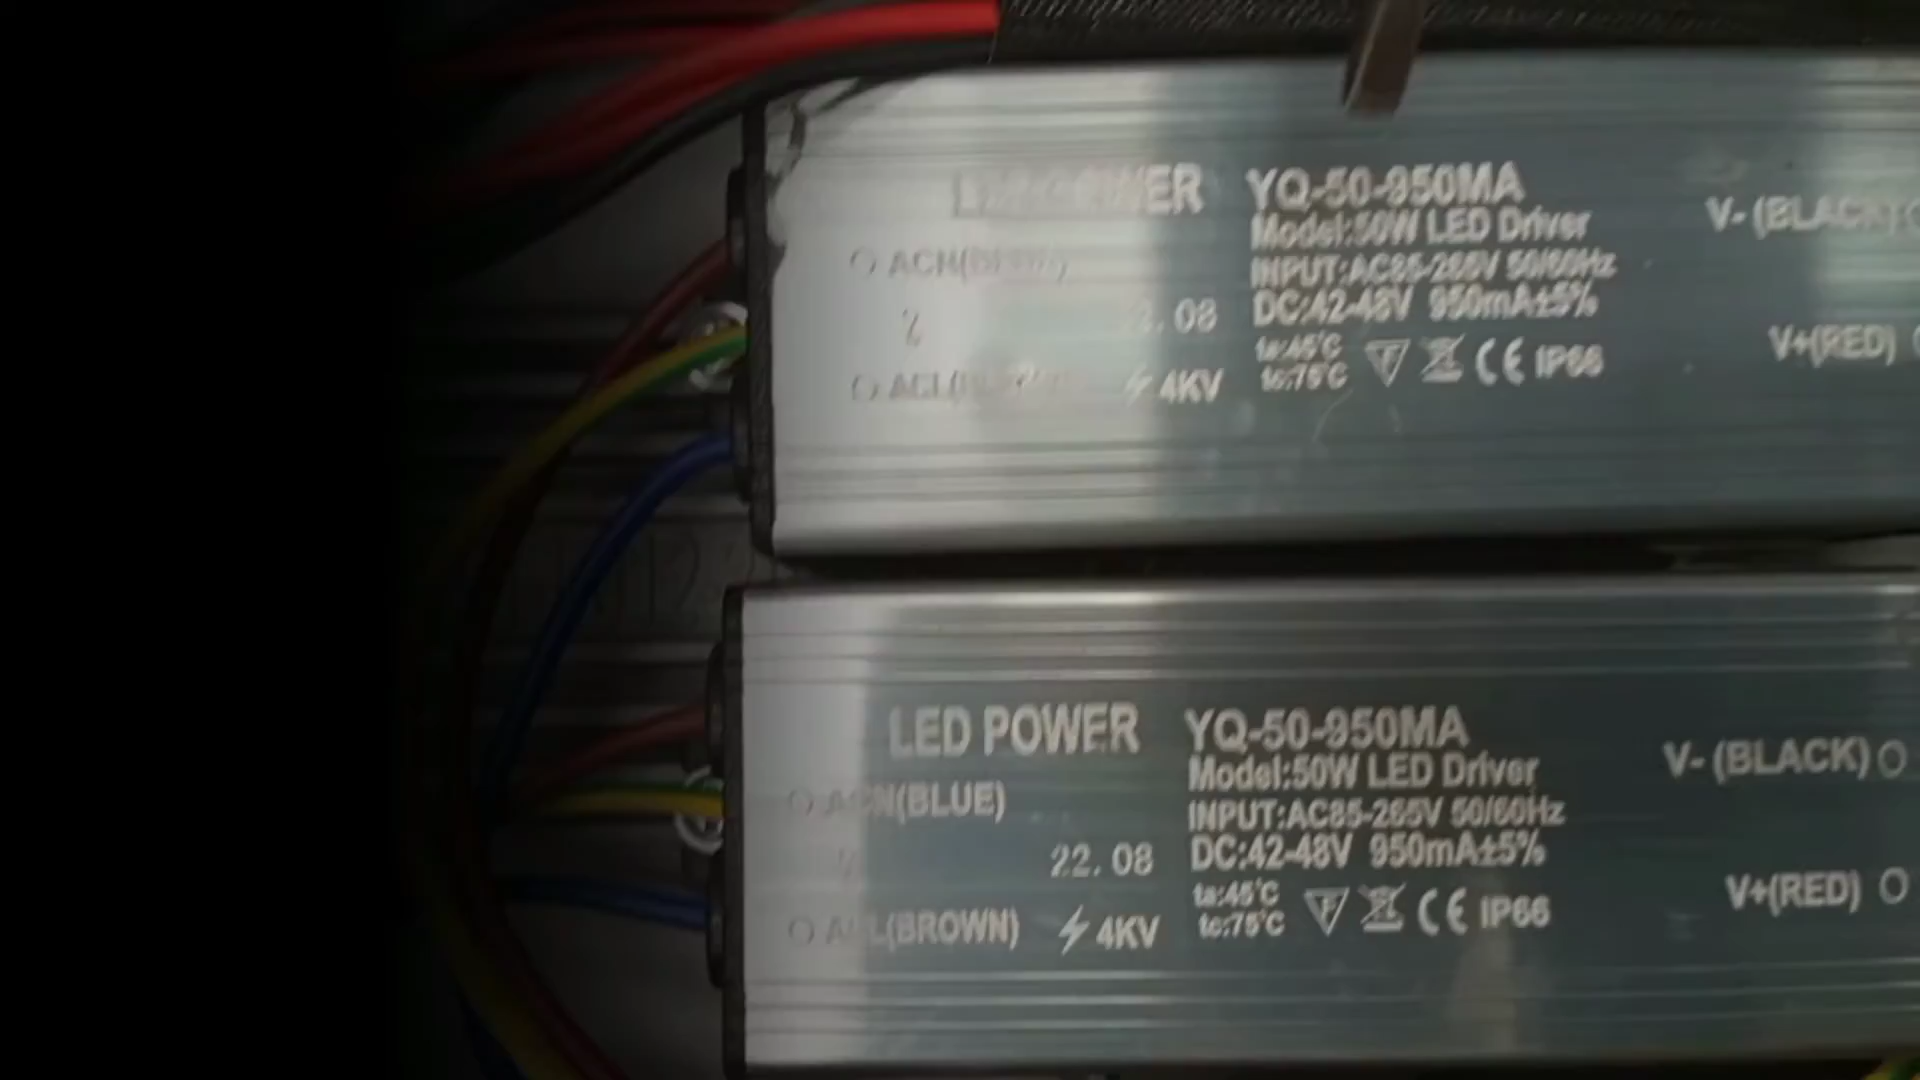 POWER YQ-50-950MA
Model:50W LED Driver
INPUT:AC85-265V 50/60Hz
DC:42-48V 950mA±5%
ta:45°C
tc:75°C
F CE IP66
08
4KV
V- (BLACK)
V+(RED)
LED POWER YQ-50-950MA
Model:50W LED Driver
INPUT:AC85-265V 50/60Hz
DC:42-48V 950mA±5%
ta:45°C
tc:75°C
F CE IP66
ACN(BLUE)
22.08
ACL(BROWN) 4KV
V- (BLACK)
V+(RED)